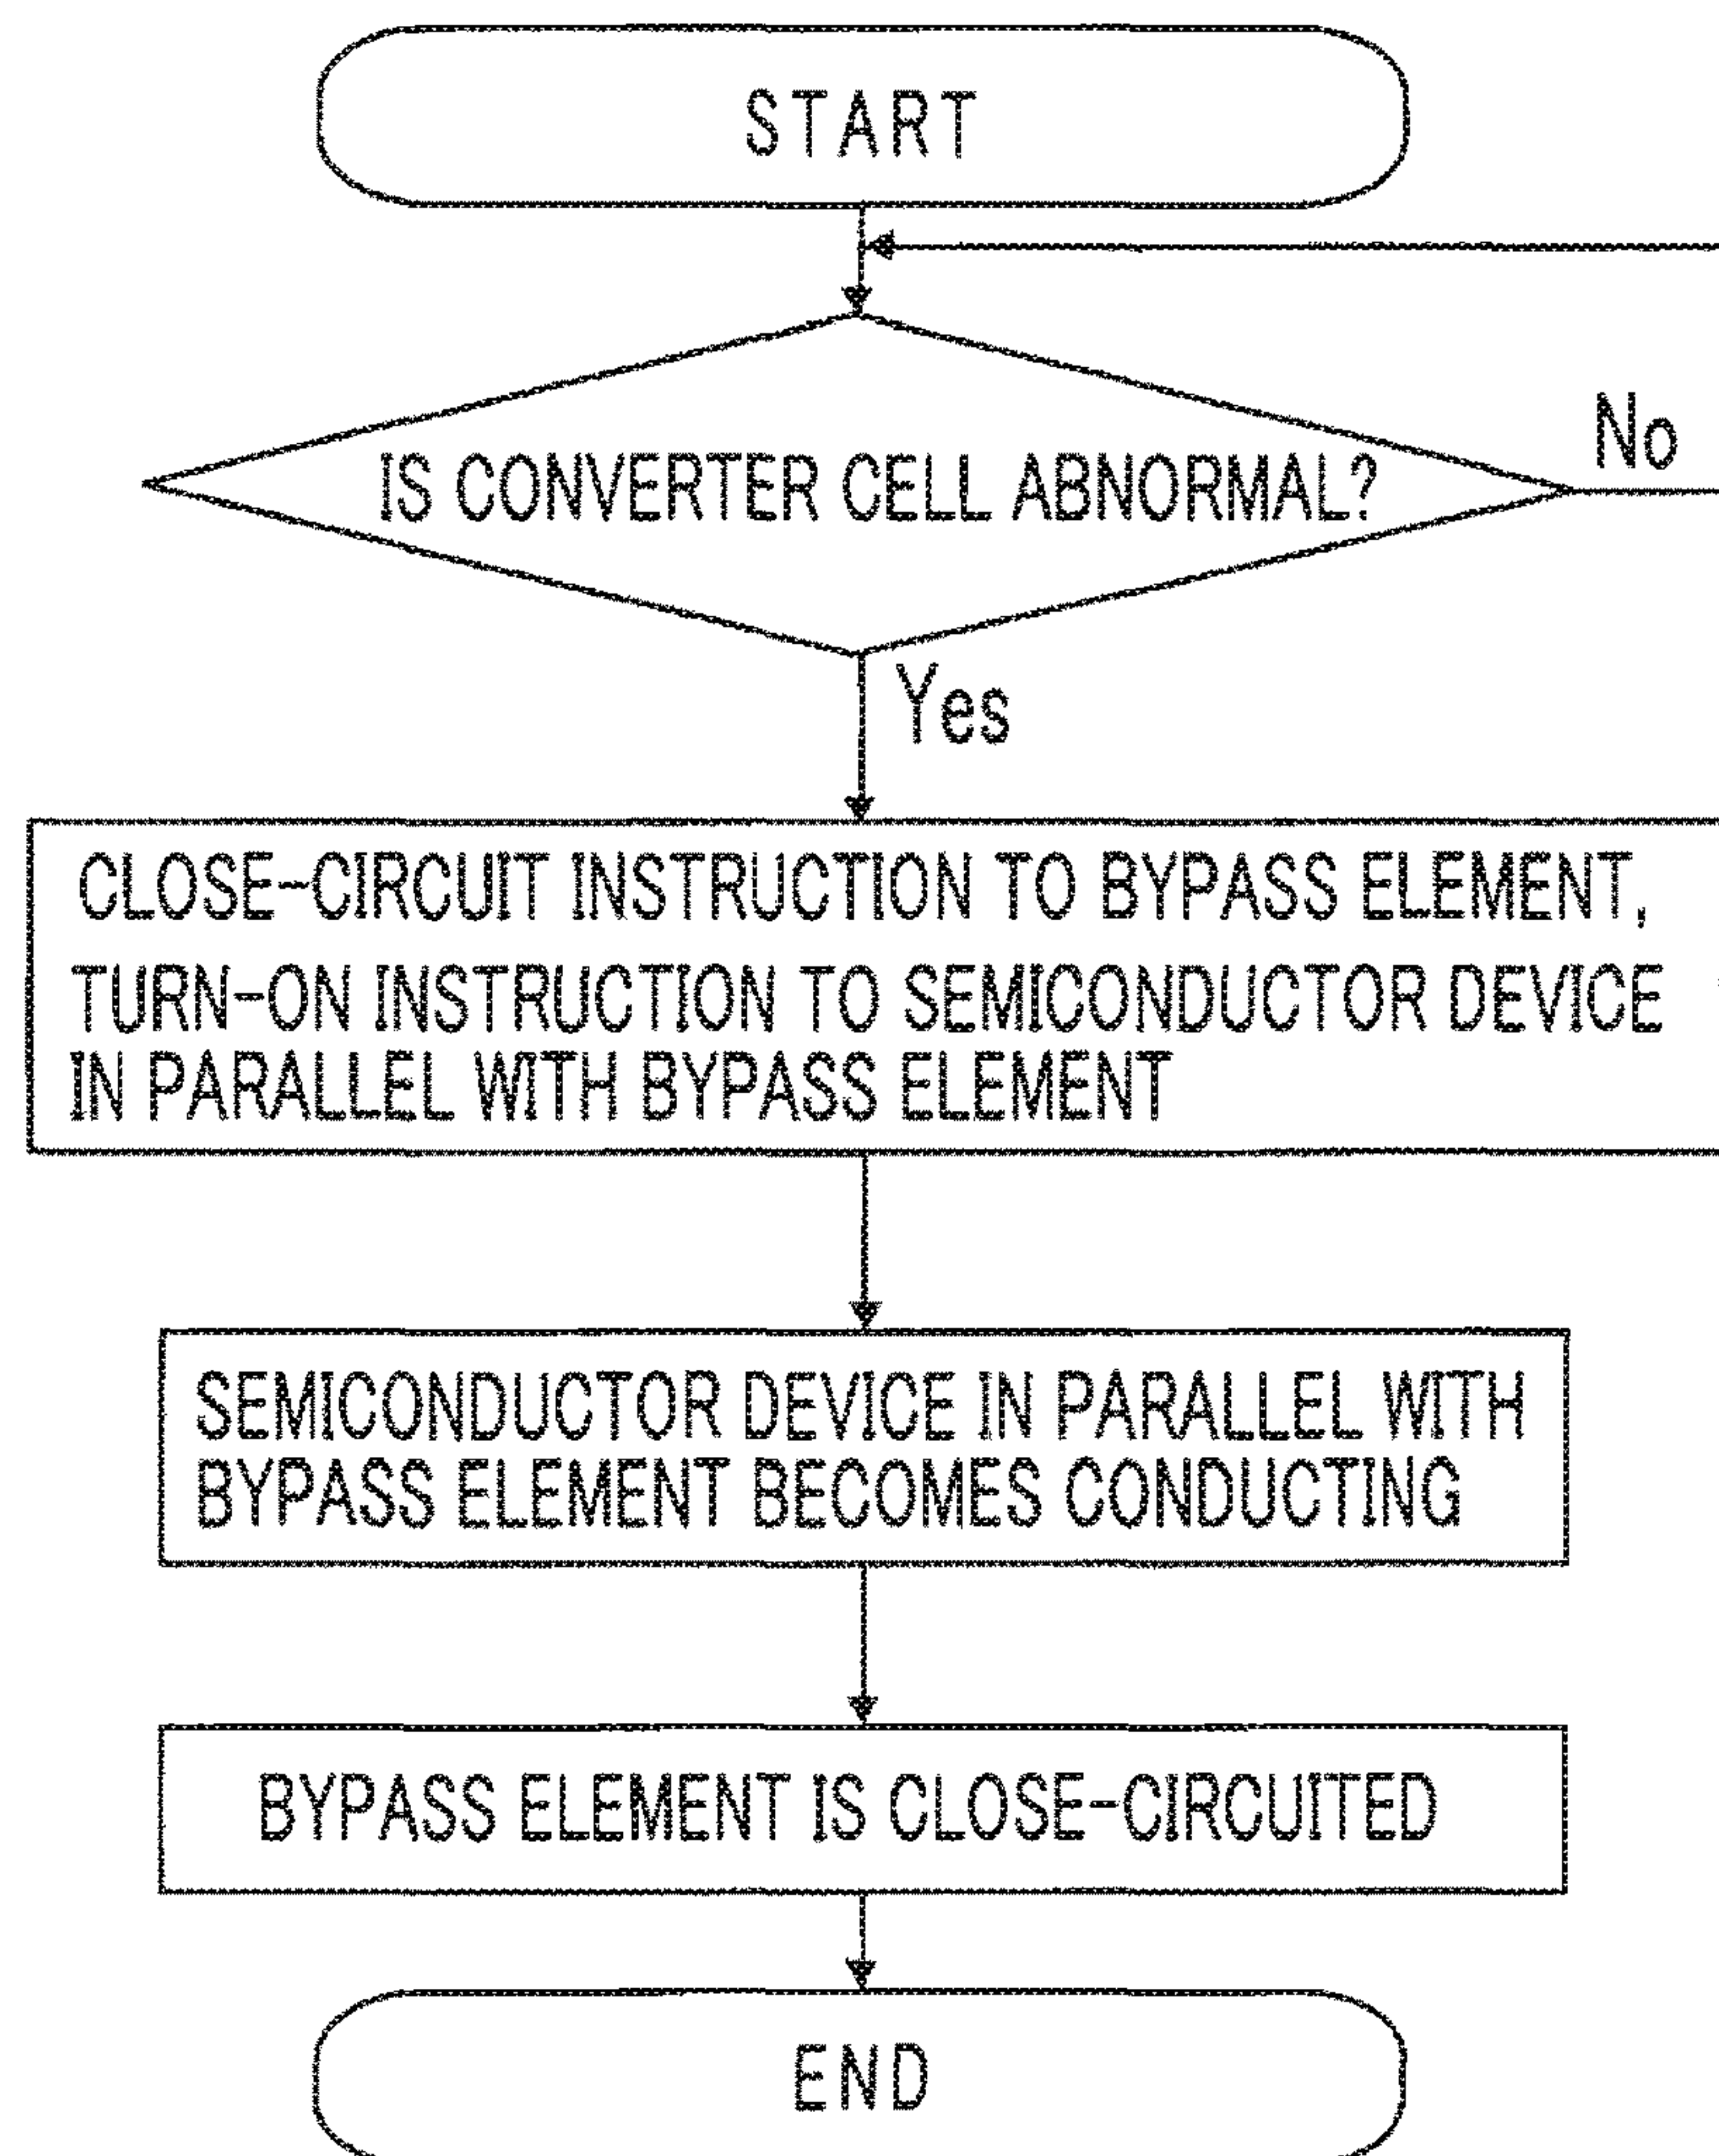 START
IS CONVERTER CELL ABNORMAL?
No
Yes
CLOSE-CIRCUIT INSTRUCTION TO BYPASS ELEMENT,
TURN-ON INSTRUCTION TO SEMICONDUCTOR DEVICE
IN PARALLEL WITH BYPASS ELEMENT
SEMICONDUCTOR DEVICE IN PARALLEL WITH
BYPASS ELEMENT BECOMES CONDUCTING
BYPASS ELEMENT IS CLOSE-CIRCUITED
END